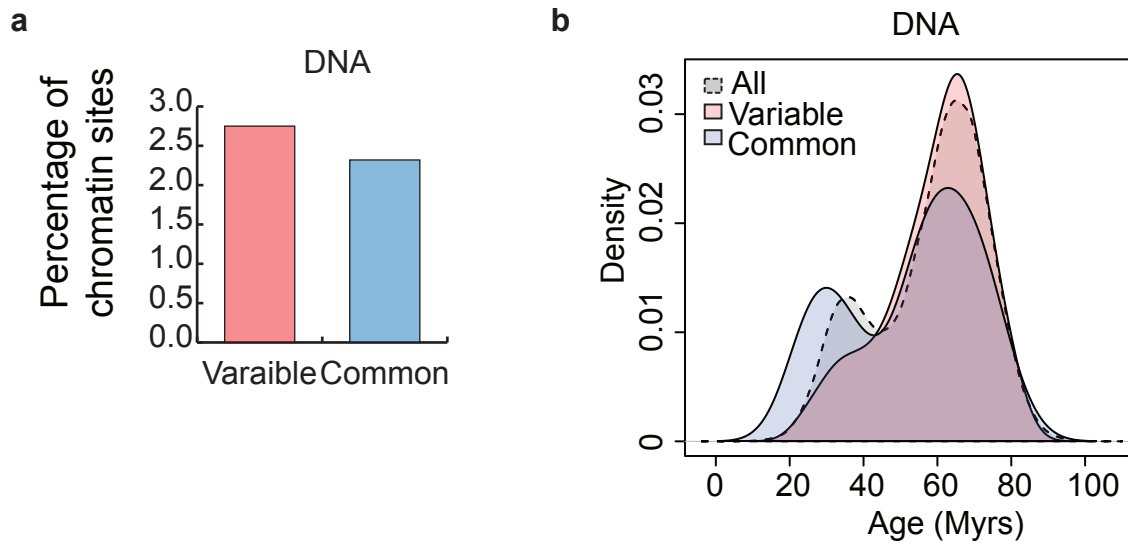 a
DNA
Percentage of
chromatin sites
3.0
2.5
2.0
1.5
1.0
0.5
0.0
Varaible Common
b
DNA
All
Variable
Common
Density
0.03
0.02
0.01
0
0 20 40 60 80 100
Age (Myrs)